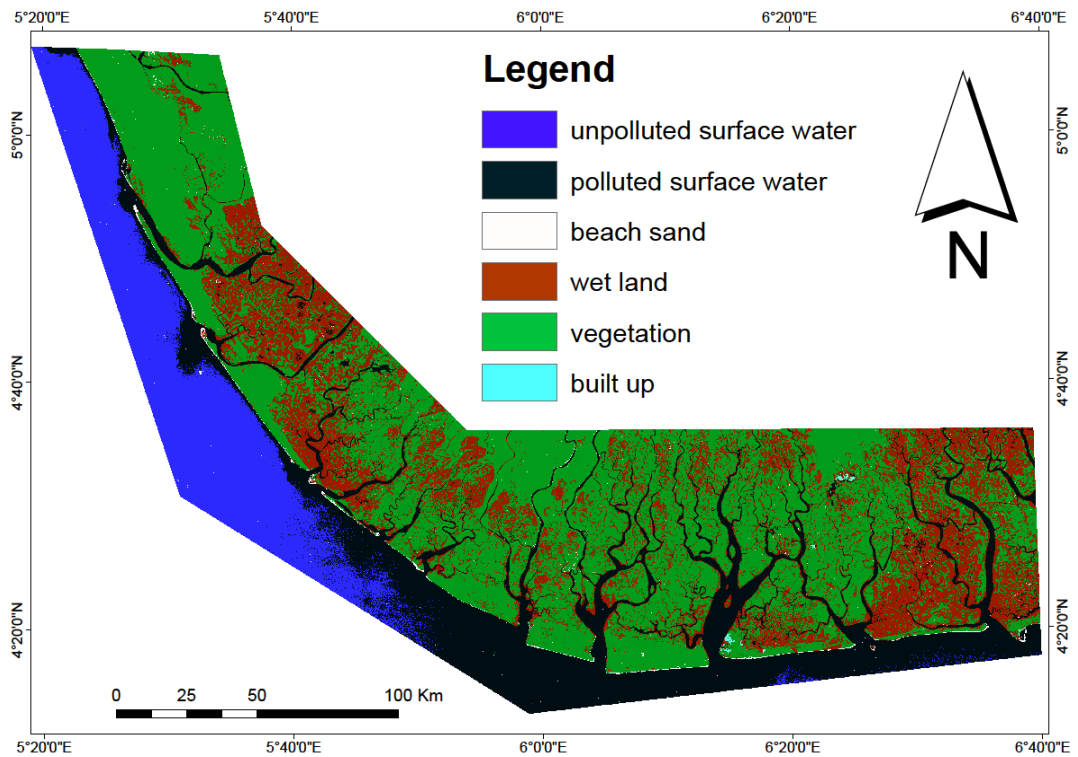 5°20'0"E 5°40'0"E 6°0'0"E 6°20'0"E 6°40'0"E
Legend
unpolluted surface water
polluted surface water
beach sand
wet land
vegetation
built up
N
5°0'0"N 5°0'0"N
4°40'0"N 4°40'0"N
4°20'0"N 4°20'0"N
0 25 50 100 Km
5°20'0"E 5°40'0"E 6°0'0"E 6°20'0"E 6°40'0"E